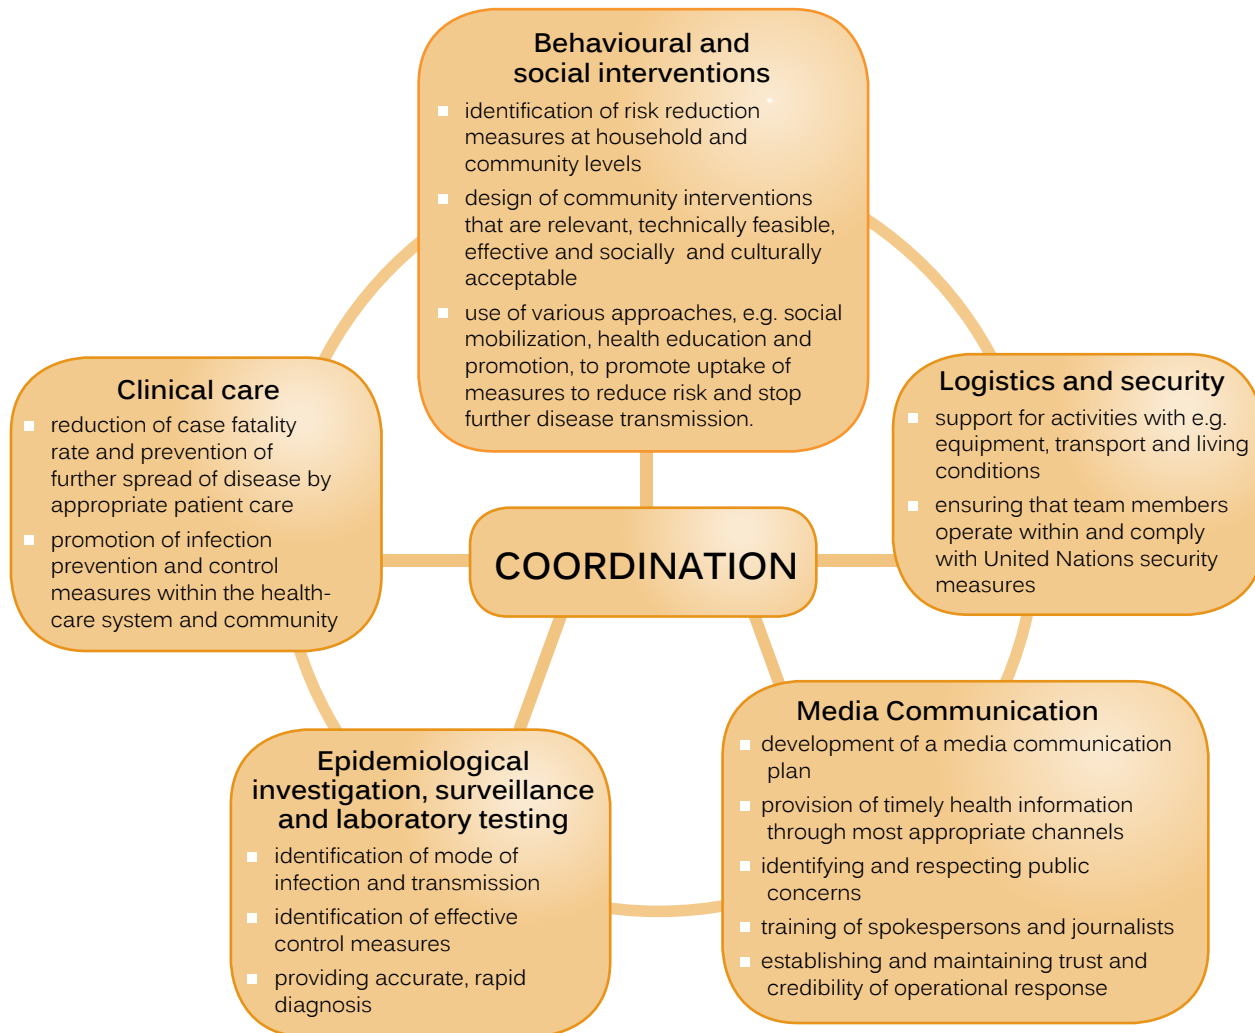 Behavioural and
social interventions
identification of risk reduction
measures at household and
community levels
design of community interventions
that are relevant, technically feasible,
effective and socially and culturally
acceptable
use of various approaches, e.g. social
mobilization, health education and
promotion, to promote uptake of
measures to reduce risk and stop
further disease transmission.
Clinical care
reduction of case fatality
rate and prevention of
further spread of disease by
appropriate patient care
promotion of infection
prevention and control
measures within the health-
care system and community
COORDINATION
Logistics and security
support for activities with e.g.
equipment, transport and living
conditions
ensuring that team members
operate within and comply
with United Nations security
measures
Epidemiological
investigation, surveillance
and laboratory testing
identification of mode of
infection and transmission
identification of effective
control measures
providing accurate, rapid
diagnosis
Media Communication
development of a media communication
plan
provision of timely health information
through most appropriate channels
identifying and respecting public
concerns
training of spokespersons and journalists
establishing and maintaining trust and
credibility of operational response